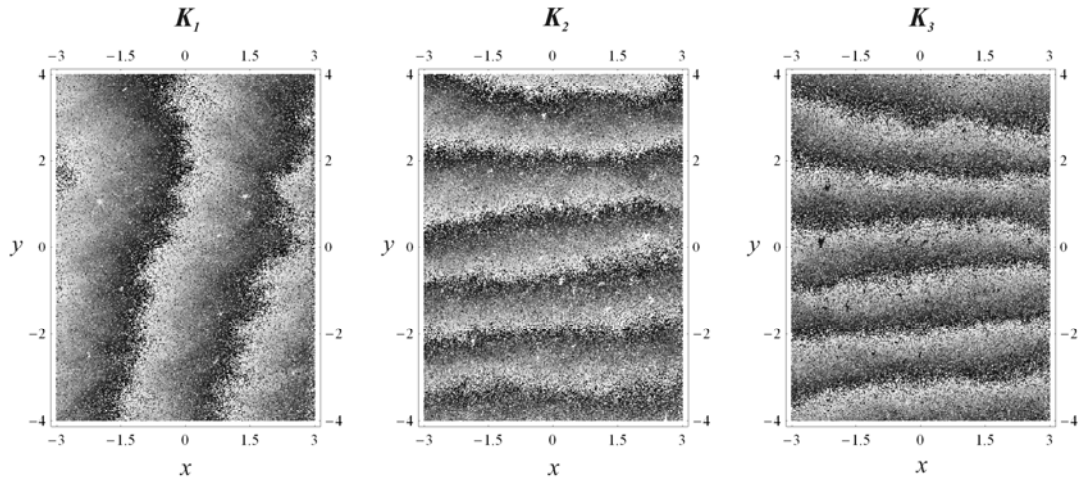 K1 K2 K3
−3 −1.5 0 1.5 3 −3 −1.5 0 1.5 3 −3 −1.5 0 1.5 3
4 4 4 4 4 4
2 2 2 2 2 2
y 0 0 y 0 0 y 0 0
−2 −2 −2 −2 −2 −2
−4 −4 −4 −4 −4 −4
−3 −1.5 0 1.5 3 −3 −1.5 0 1.5 3 −3 −1.5 0 1.5 3
x x x